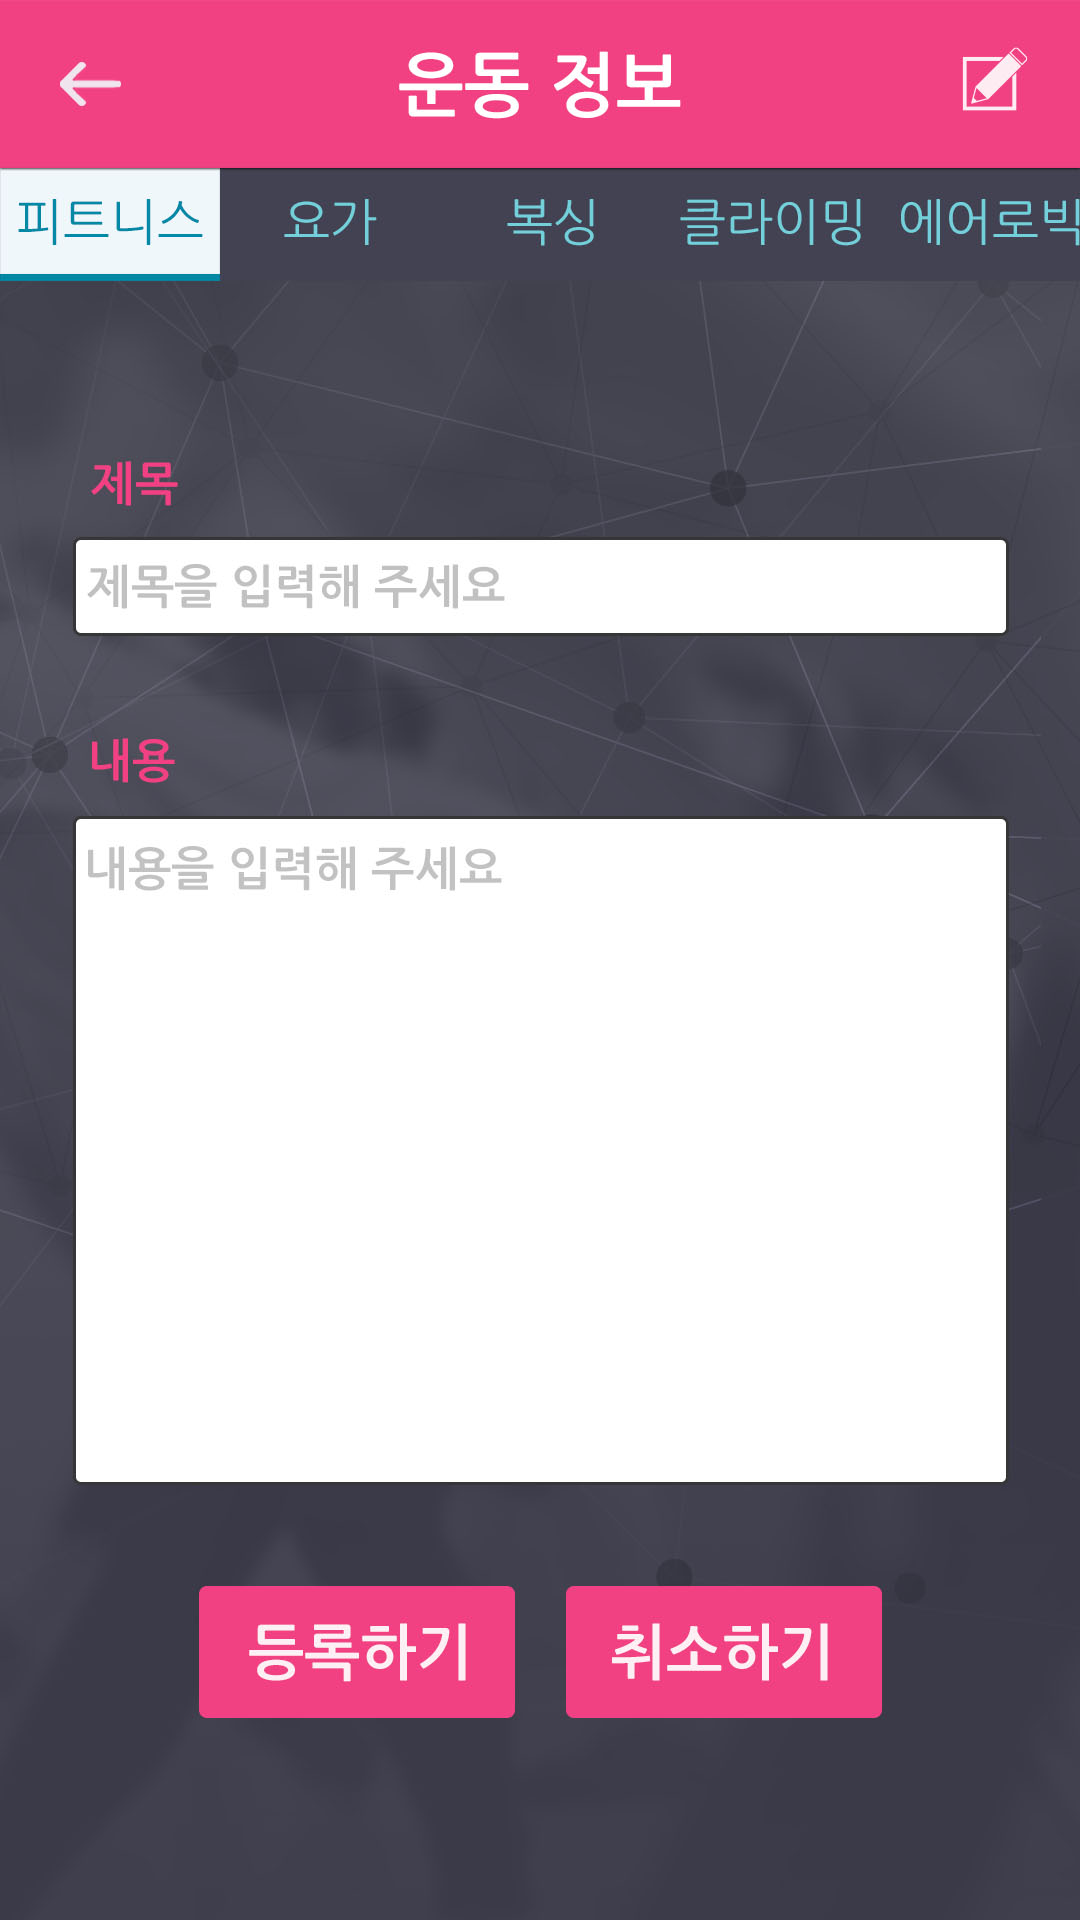 운동 정보
피트니스 요가 복싱 클라이밍 에어로빅
제목
제목을 입력해 주세요
내용
내용을 입력해 주세요
등록하기 취소하기